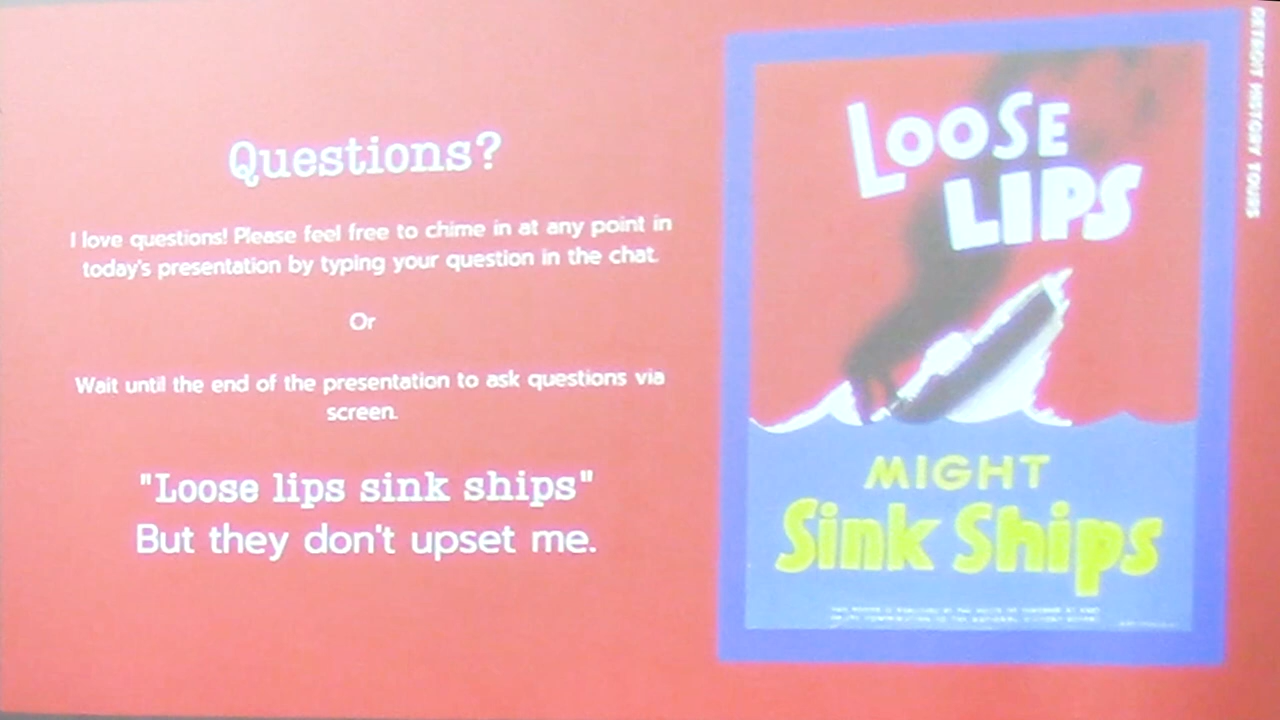 Questions?
I love questions! Please feel free to chime in at any point in
today's presentation by typing your question in the chat.
Or
Wait until the end of the presentation to ask questions via
screen.
"Loose lips sink ships"
But they don't upset me.
LOOSE
LIPS
MIGHT
Sink Ships
DETROIT HISTORY TOURS